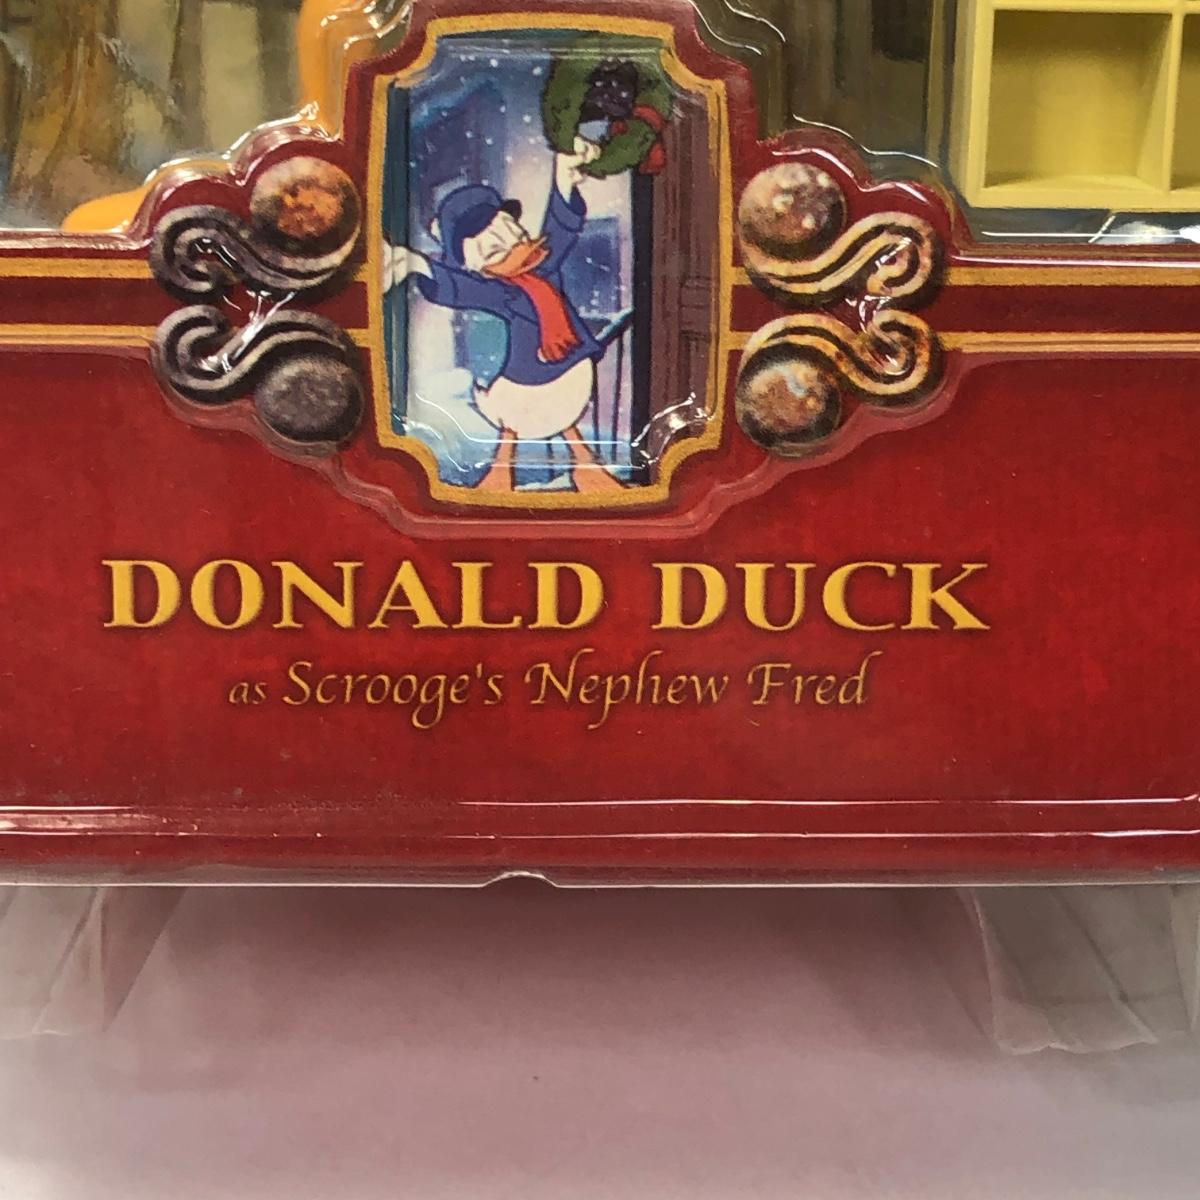 DONALD DUCK
as Scrooge's Nephew Fred